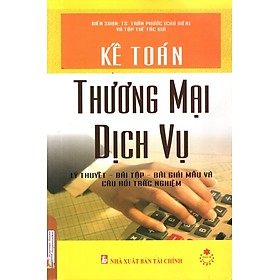 BIÊN SOẠN: TS. TRẦN PHƯỚC (CHỦ BIÊN)
VÀ TẬP THỂ TÁC GIẢ
KẾ TOÁN
THƯƠNG MẠI
DỊCH VỤ
LÝ THUYẾT - BÀI TẬP - BÀI GIẢI MẪU VÀ
CÂU HỎI TRẮC NGHIỆM
NHÀ XUẤT BẢN TÀI CHÍNH